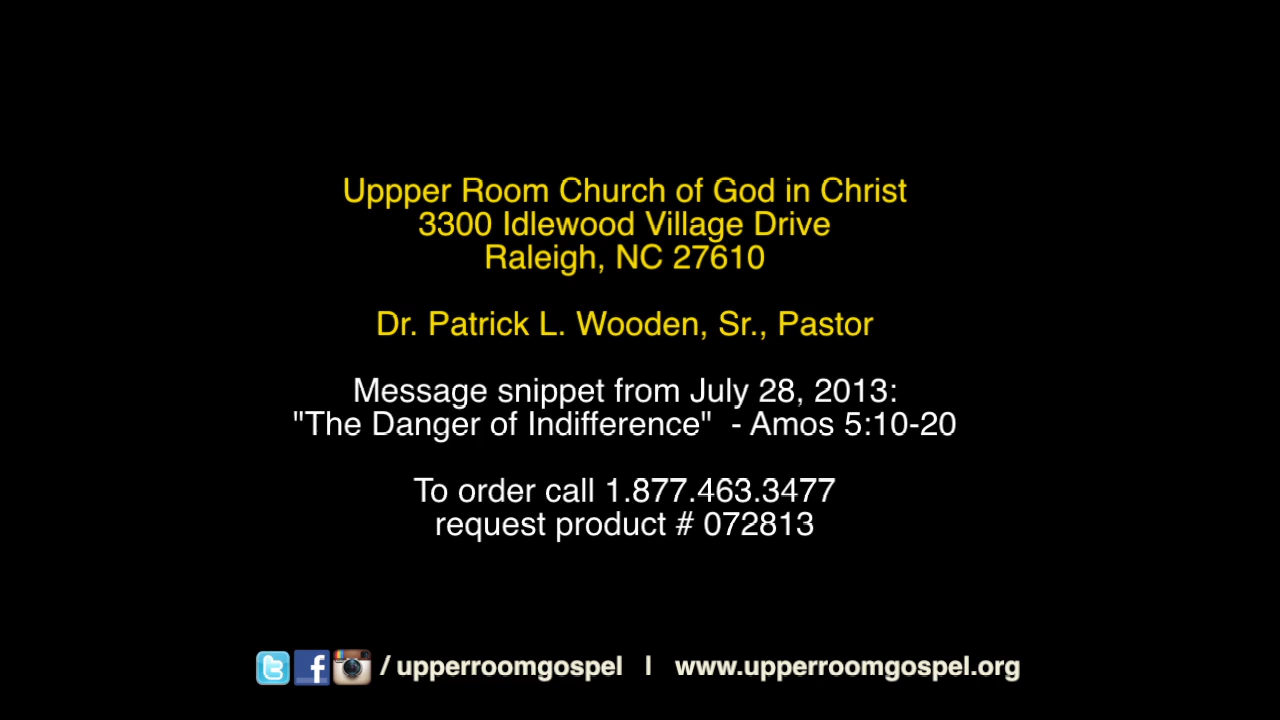 Uppper Room Church of God in Christ
3300 Idlewood Village Drive
Raleigh, NC 27610
Dr. Patrick L. Wooden, Sr., Pastor
Message snippet from July 28, 2013:
"The Danger of Indifference"  - Amos 5:10-20
To order call 1.877.463.3477
request product # 072813
/ upperroomgospel | www.upperroomgospel.org